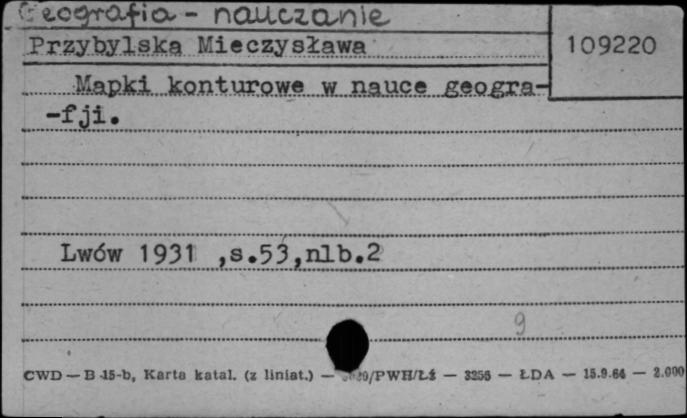 Geografia - nauczanie
Przybylska Mieczysława
109220
Mapki konturowe w nauce geogra-
-fji.
Lwów 1931 ,s.53,nlb.2
9
CWD — B 15-b, Karta katal. (z liniat.) — /PWH/Łź — 3256 — ŁDA — 15.9.64 — 2.000